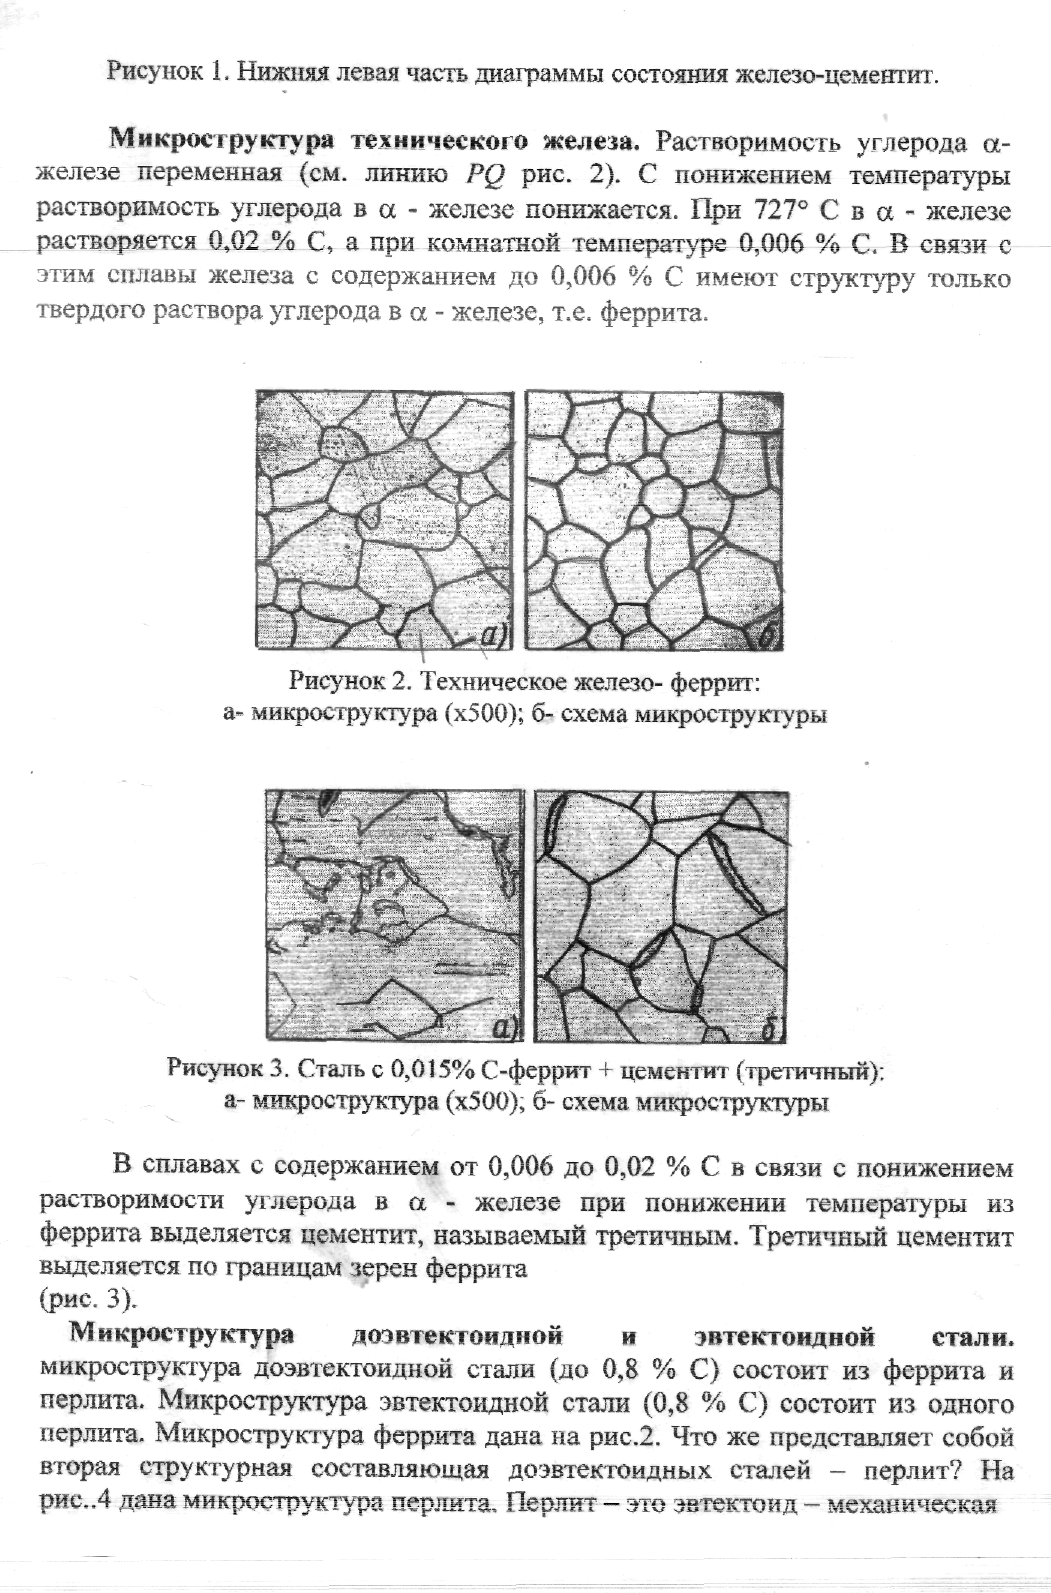 Рисунок 1. Нижняя левая часть диаграммы состояния железо-цементит.
Микроструктура технического железа. Растворимость углерода α-
железе переменная (см. линию PQ рис. 2). С понижением температуры
растворимость углерода в α - железе понижается. При 727° С в α - железе
растворяется 0,02 % С, а при комнатной температуре 0,006 % С. В связи с
этим сплавы железа с содержанием до 0,006 % С имеют структуру только
твердого раствора углерода в α - железе, т.е. феррита.
а) б
Рисунок 2. Техническое железо- феррит:
а- микроструктура (х500); б- схема микроструктуры
а) б)
Рисунок 3. Сталь с 0,015% С-феррит + цементит (третичный):
а- микроструктура (х500); б- схема микроструктуры
В сплавах с содержанием от 0,006 до 0,02 % С в связи с понижением
растворимости углерода в α - железе при понижении температуры из
феррита выделяется цементит, называемый третичным. Третичный цементит
выделяется по границам зерен феррита
(рис. 3).
Микроструктура доэвтектоидной и эвтектоидной стали.
микроструктура доэвтектоидной стали (до 0,8 % С) состоит из феррита и
перлита. Микроструктура эвтектоидной стали (0,8 % С) состоит из одного
перлита. Микроструктура феррита дана на рис.2. Что же представляет собой
вторая структурная составляющая доэвтектоидных сталей – перлит? На
рис..4 дана микроструктура перлита. Перлит – это эвтектоид – механическая